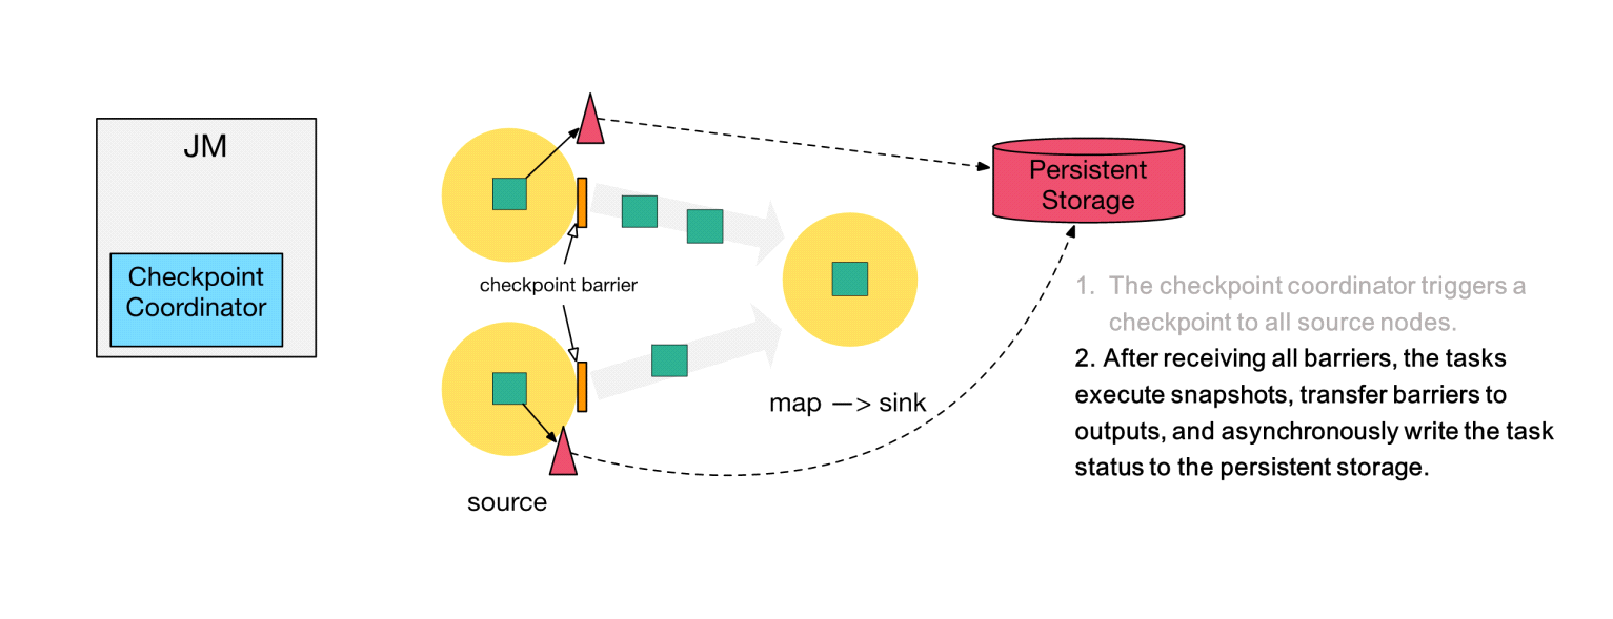 JM
Checkpoint
Coordinator
checkpoint barrier
source
map —> sink
Persistent
Storage
1. The checkpoint coordinator triggers a
checkpoint to all source nodes.
2. After receiving all barriers, the tasks
execute snapshots, transfer barriers to
outputs, and asynchronously write the task
status to the persistent storage.